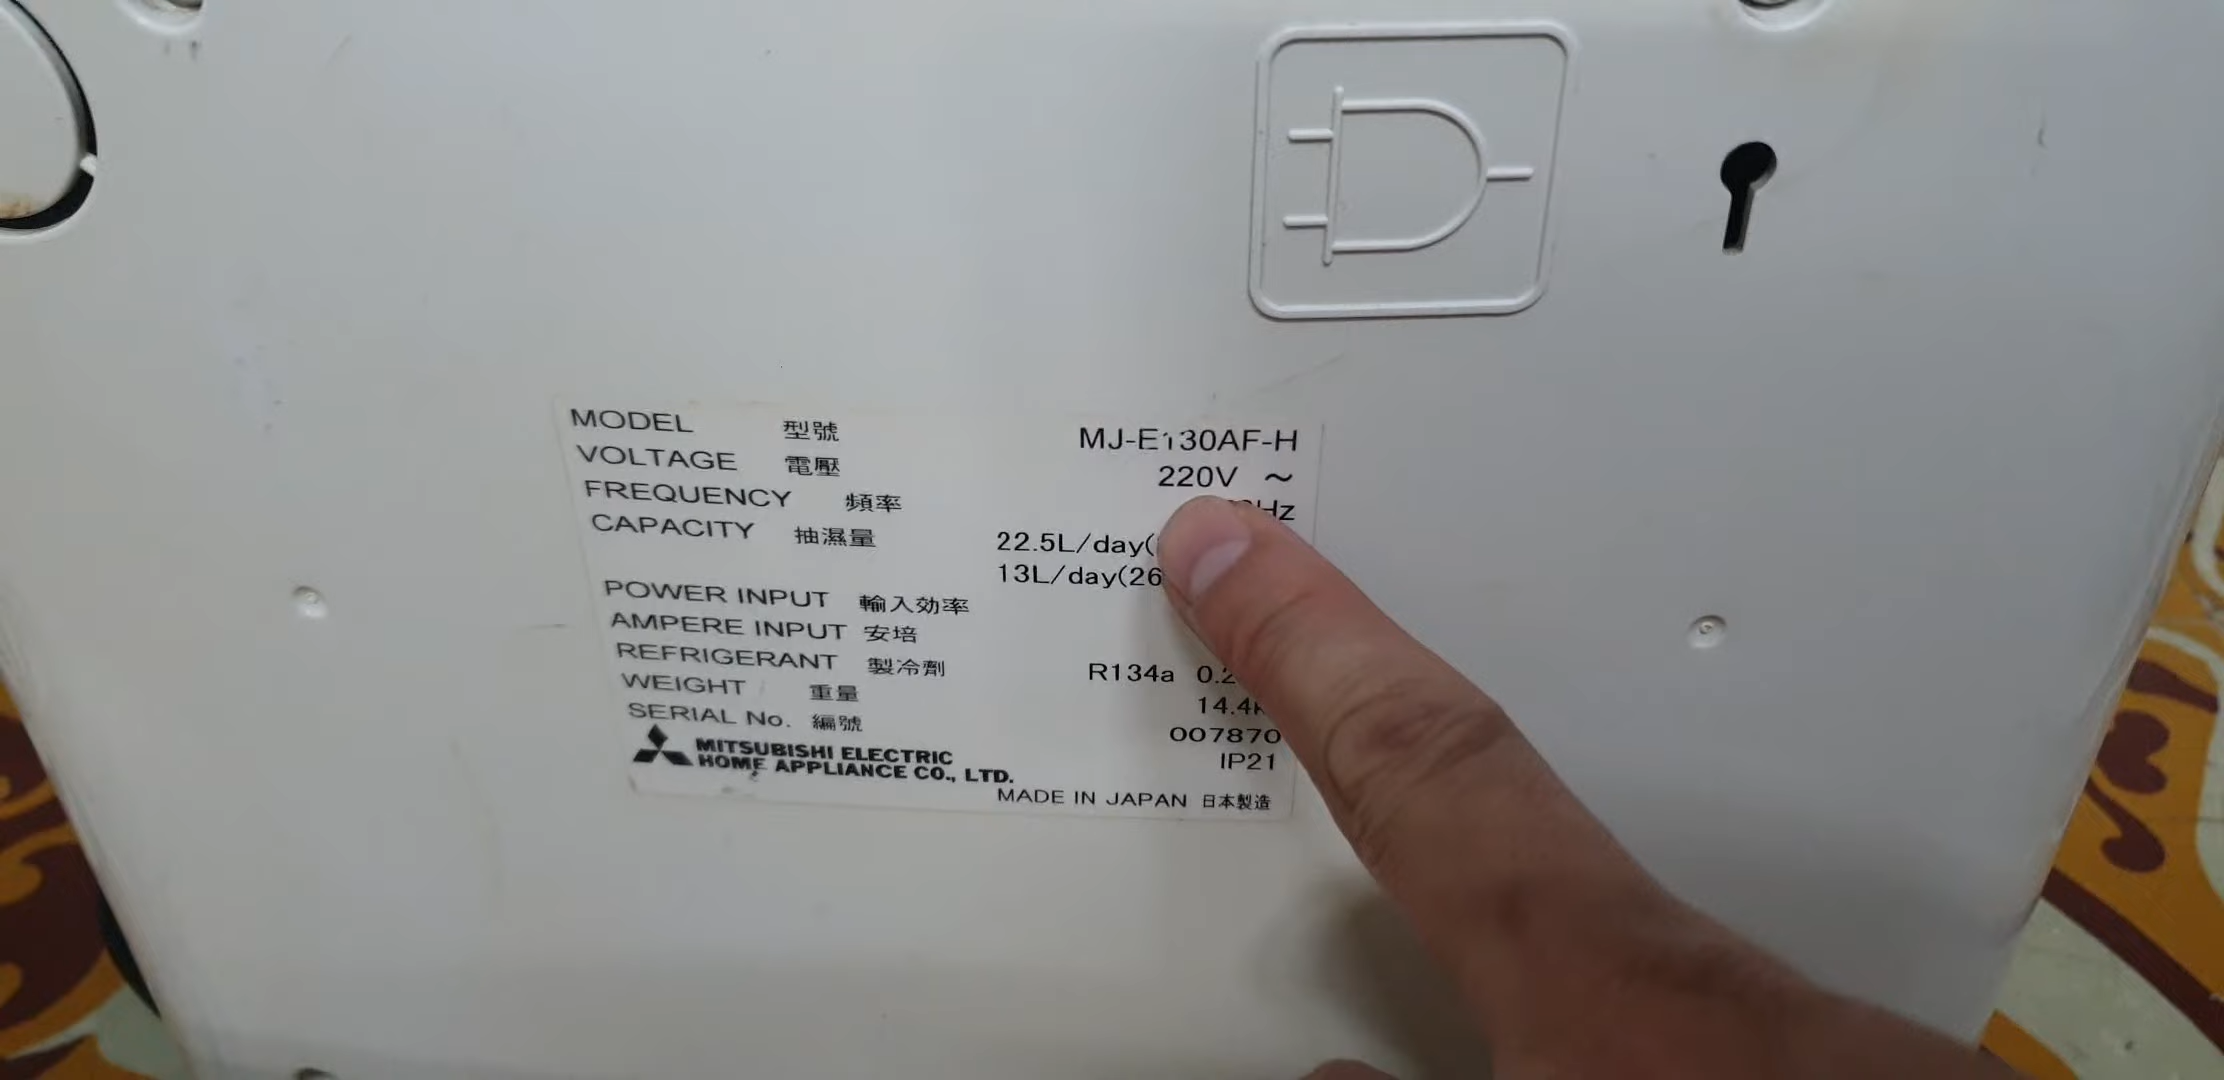 MODEL 型號 MJ-E130AF-H
VOLTAGE 電壓 220V ～
FREQUENCY 頻率 Hz
CAPACITY 抽濕量 22.5L/day(
13L/day(26
POWER INPUT 輸入効率
AMPERE INPUT 安培
REFRIGERANT 製冷劑 R134a 0.2
WEIGHT 重量 14.4k
SERIAL No. 編號 007870
MITSUBISHI ELECTRIC IP21
HOME APPLIANCE CO., LTD.
MADE IN JAPAN 日本製造